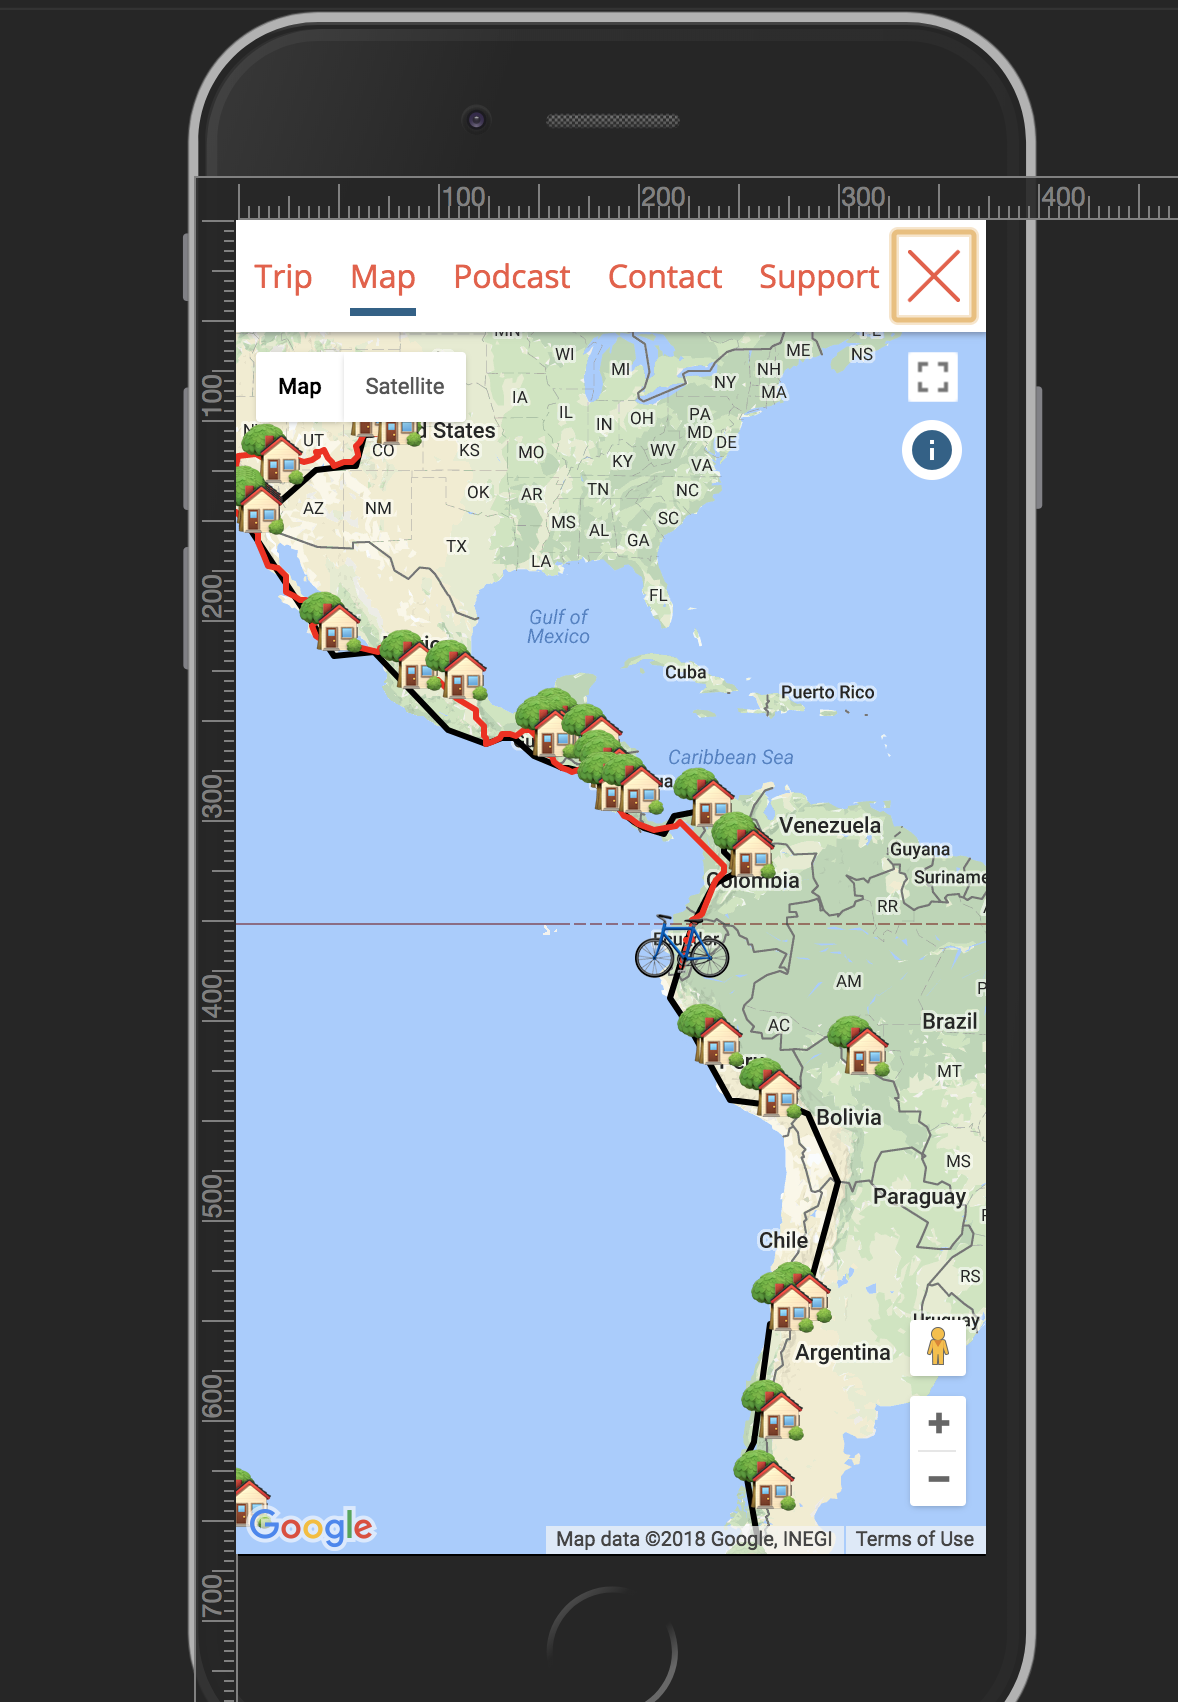 100 200 300 400
Trip Map Podcast Contact Support
WI MI ME NS
NY NH
MA
Map Satellite
IA IL IN OH PA
MD DE
UT CO KS MO KY WV VA
d States
AZ NM OK AR TN NC
MS AL GA SC
TX LA
FL
Gulf of
Mexico
Cuba
Puerto Rico
Caribbean Sea
Venezuela
Guyana
Suriname
Colombia
RR
Ecuador
AM
AC
Brazil
Peru
MT
Bolivia
MS
Paraguay
Chile
RS
Uruguay
Argentina
Google
Map data ©2018 Google, INEGI Terms of Use
100
200
300
400
500
600
700